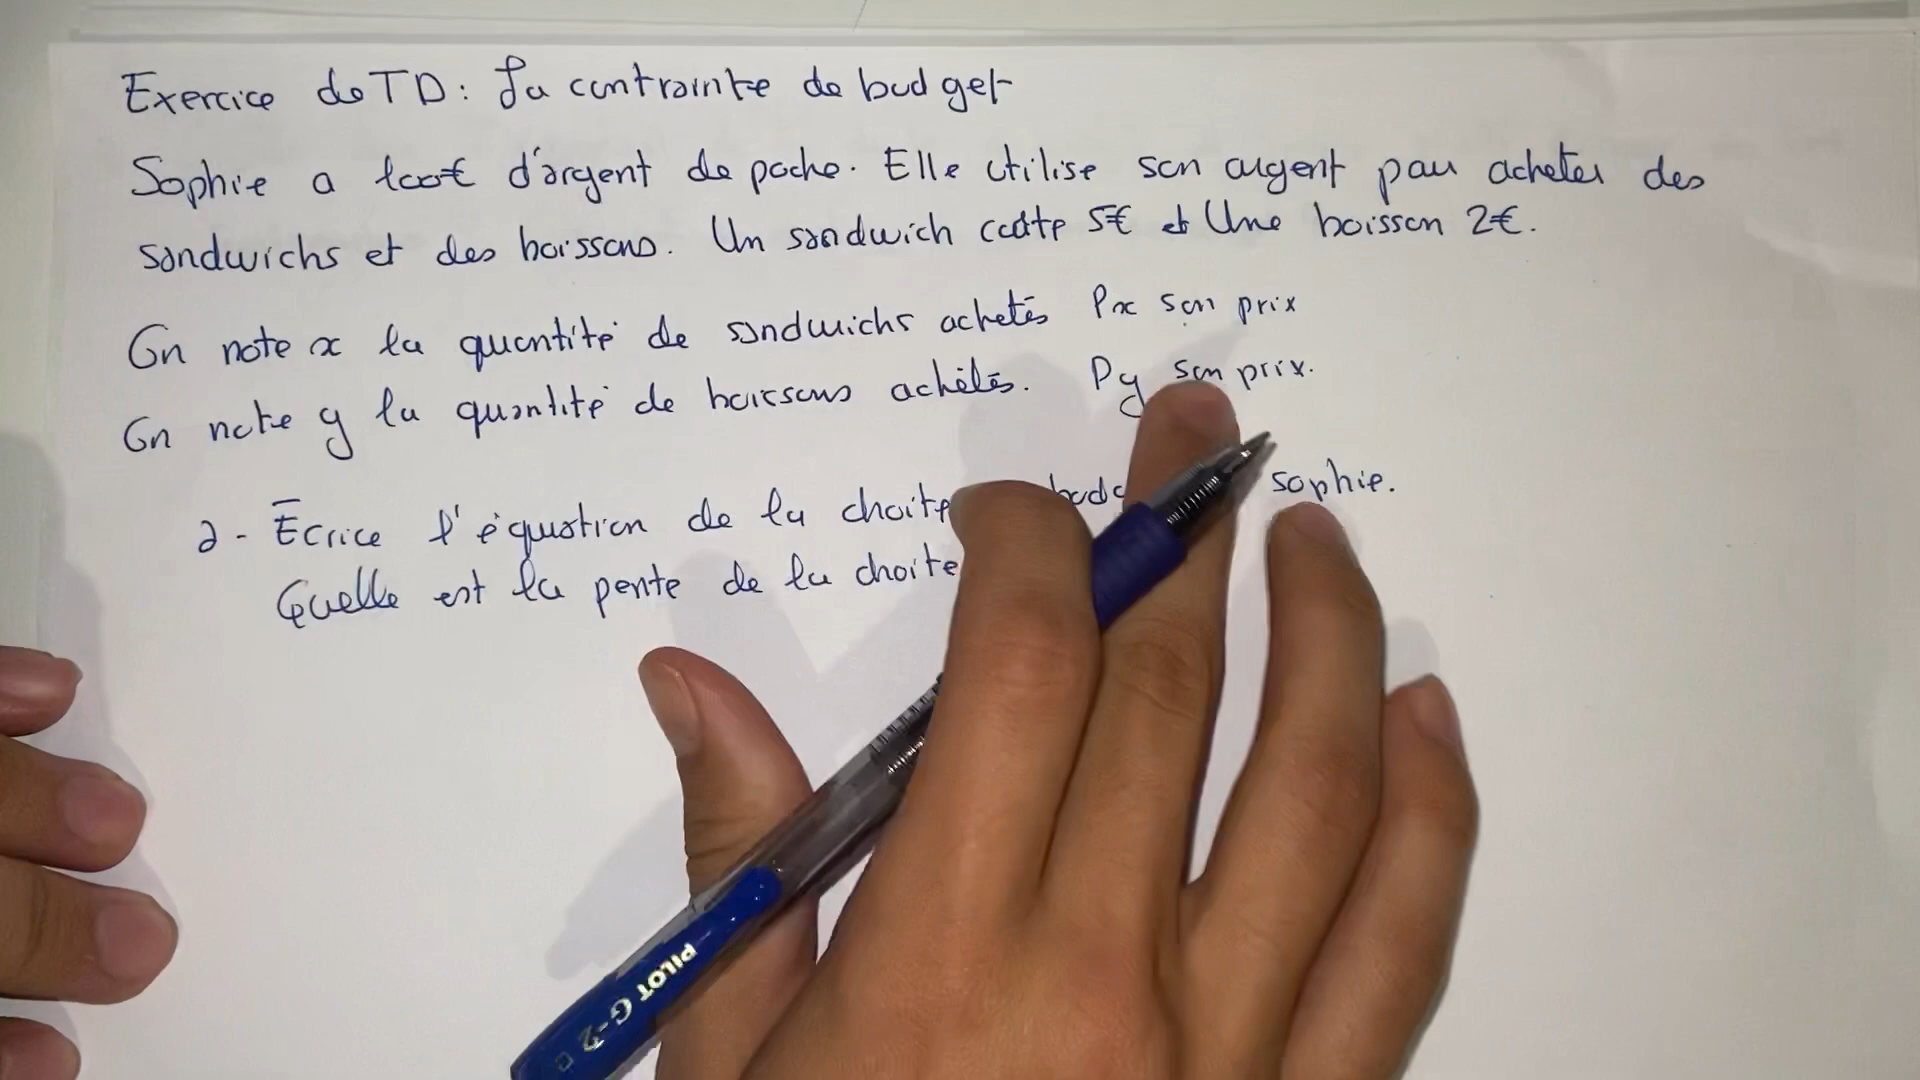 Exercice de TD: La contrainte de budget
Sophie a 100€ d'argent de poche. Elle utilise son argent pour acheter des
sandwichs et des boissons. Un sandwich coûte 5€ et Une boisson 2€.
On note x la quantité de sandwichs achetés Px son prix
On note y la quantité de boissons achétés. Py son prix.
a - Ecrice l'équation de la droite sophie.
Quelle est la pente de la droite
PILOT G-2